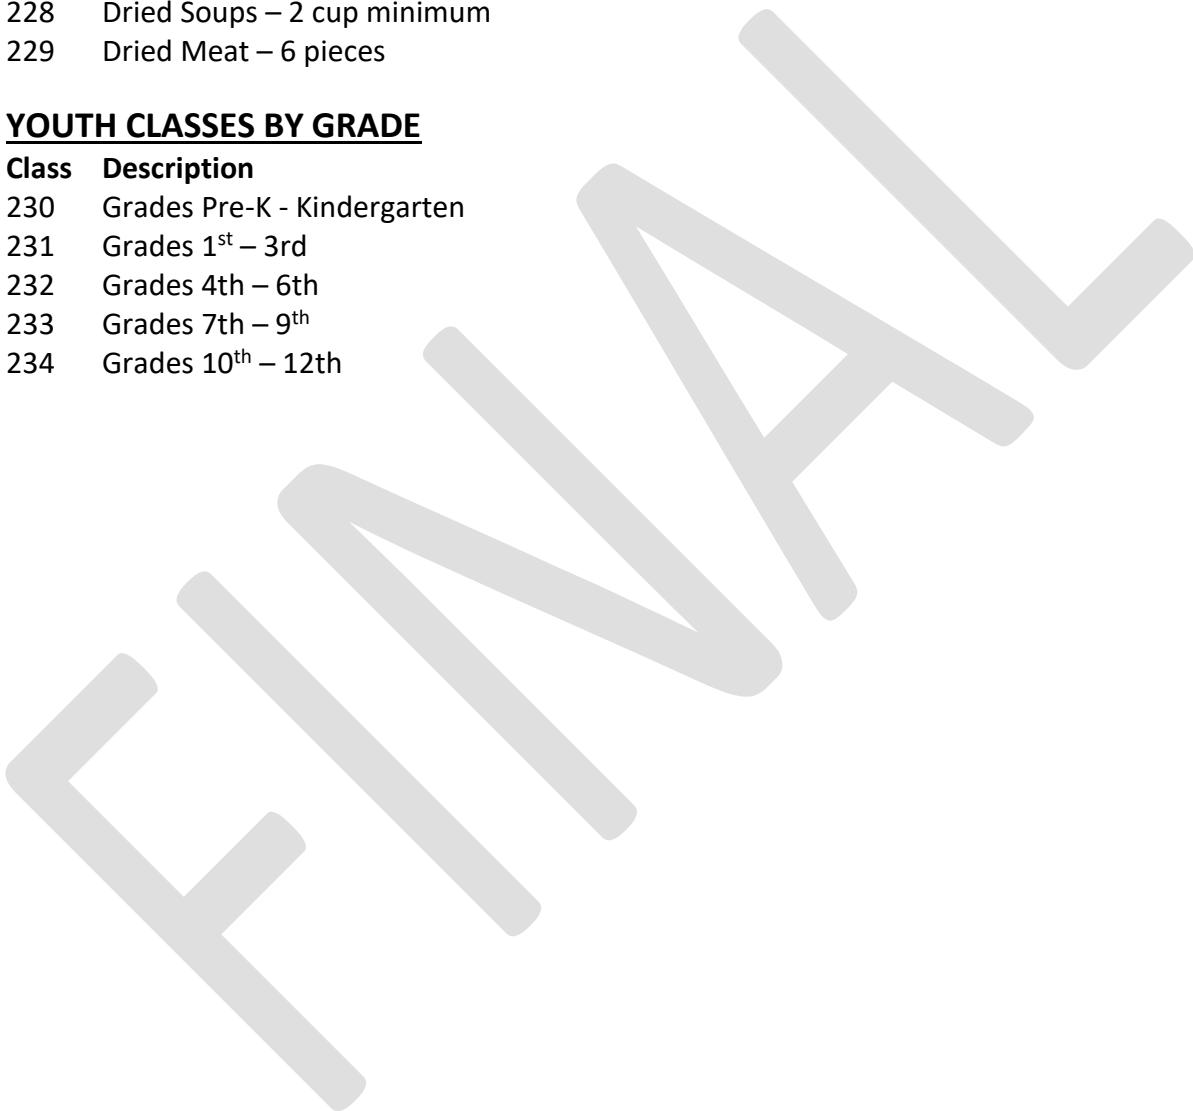 228 Dried Soups – 2 cup minimum
229 Dried Meat – 6 pieces
YOUTH CLASSES BY GRADE
Class Description
230 Grades Pre-K - Kindergarten
231 Grades 1st – 3rd
232 Grades 4th – 6th
233 Grades 7th – 9th
234 Grades 10th – 12th
FINAL